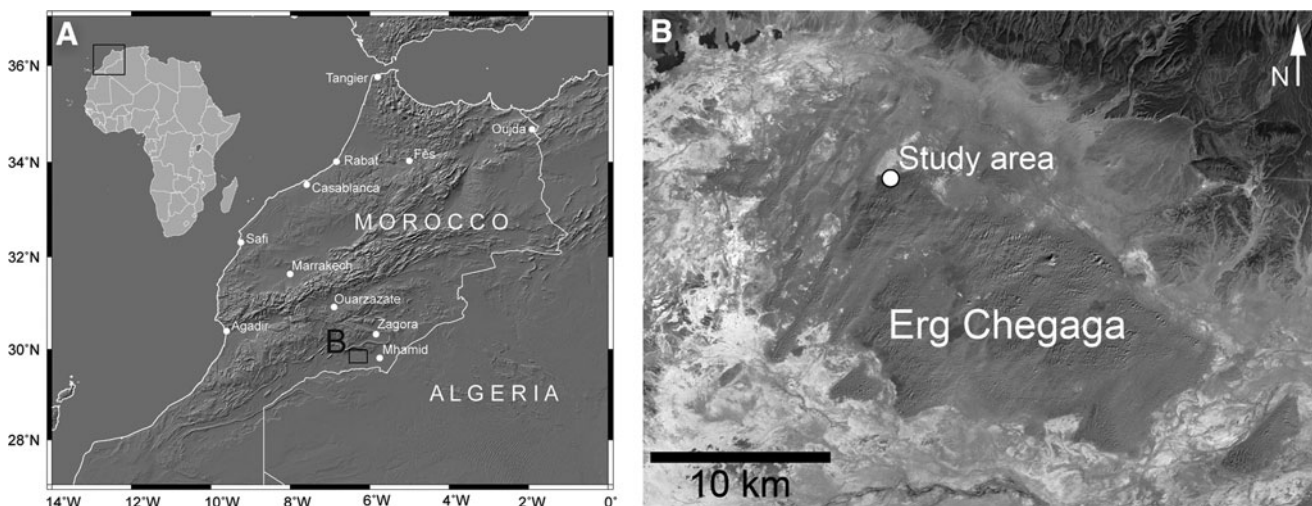 A
36°N
34°N
32°N
30°N
28°N
14°W
12°W
10°W
8°W
6°W
4°W
2°W
0°
Tangier
Oujda
Rabat
Fès
Casablanca
MOROCCO
Safi
Marrakech
Ouarzazate
Agadir
Zagora
B
Mhamid
ALGERIA
B
N
Study area
Erg Chegaga
10 km